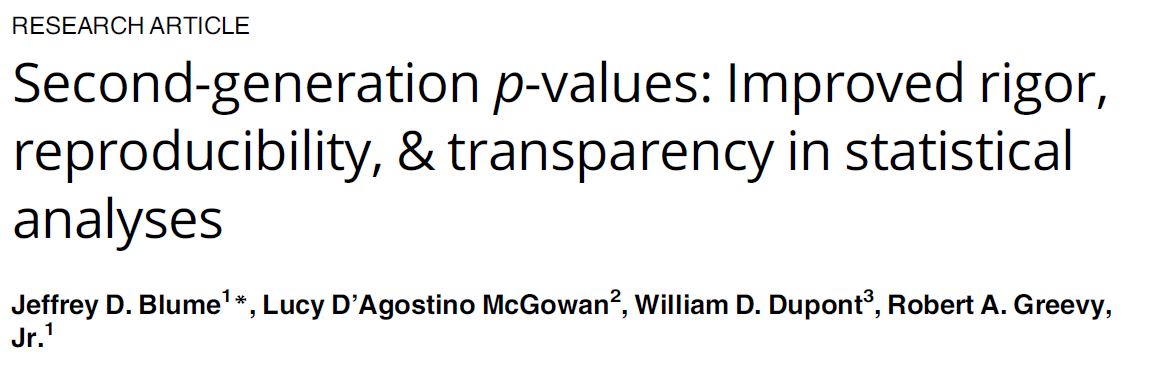 RESEARCH ARTICLE
Second-generation p-values: Improved rigor,
reproducibility, & transparency in statistical
analyses
Jeffrey D. Blume1*, Lucy D’Agostino McGowan2, William D. Dupont3, Robert A. Greevy,
Jr.1